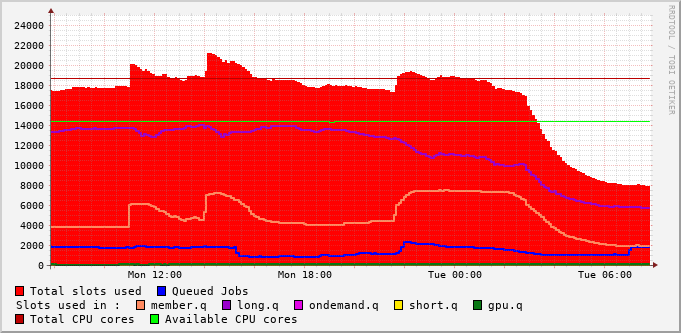 24000
22000
20000
18000
16000
14000
12000
10000
8000
6000
4000
2000
0
Mon 12:00 Mon 18:00 Tue 00:00 Tue 06:00
Total slots used Queued Jobs
Slots used in : member.q long.q ondemand.q short.q gpu.q
Total CPU cores Available CPU cores
RRDTOOL / TOBI OETIKER